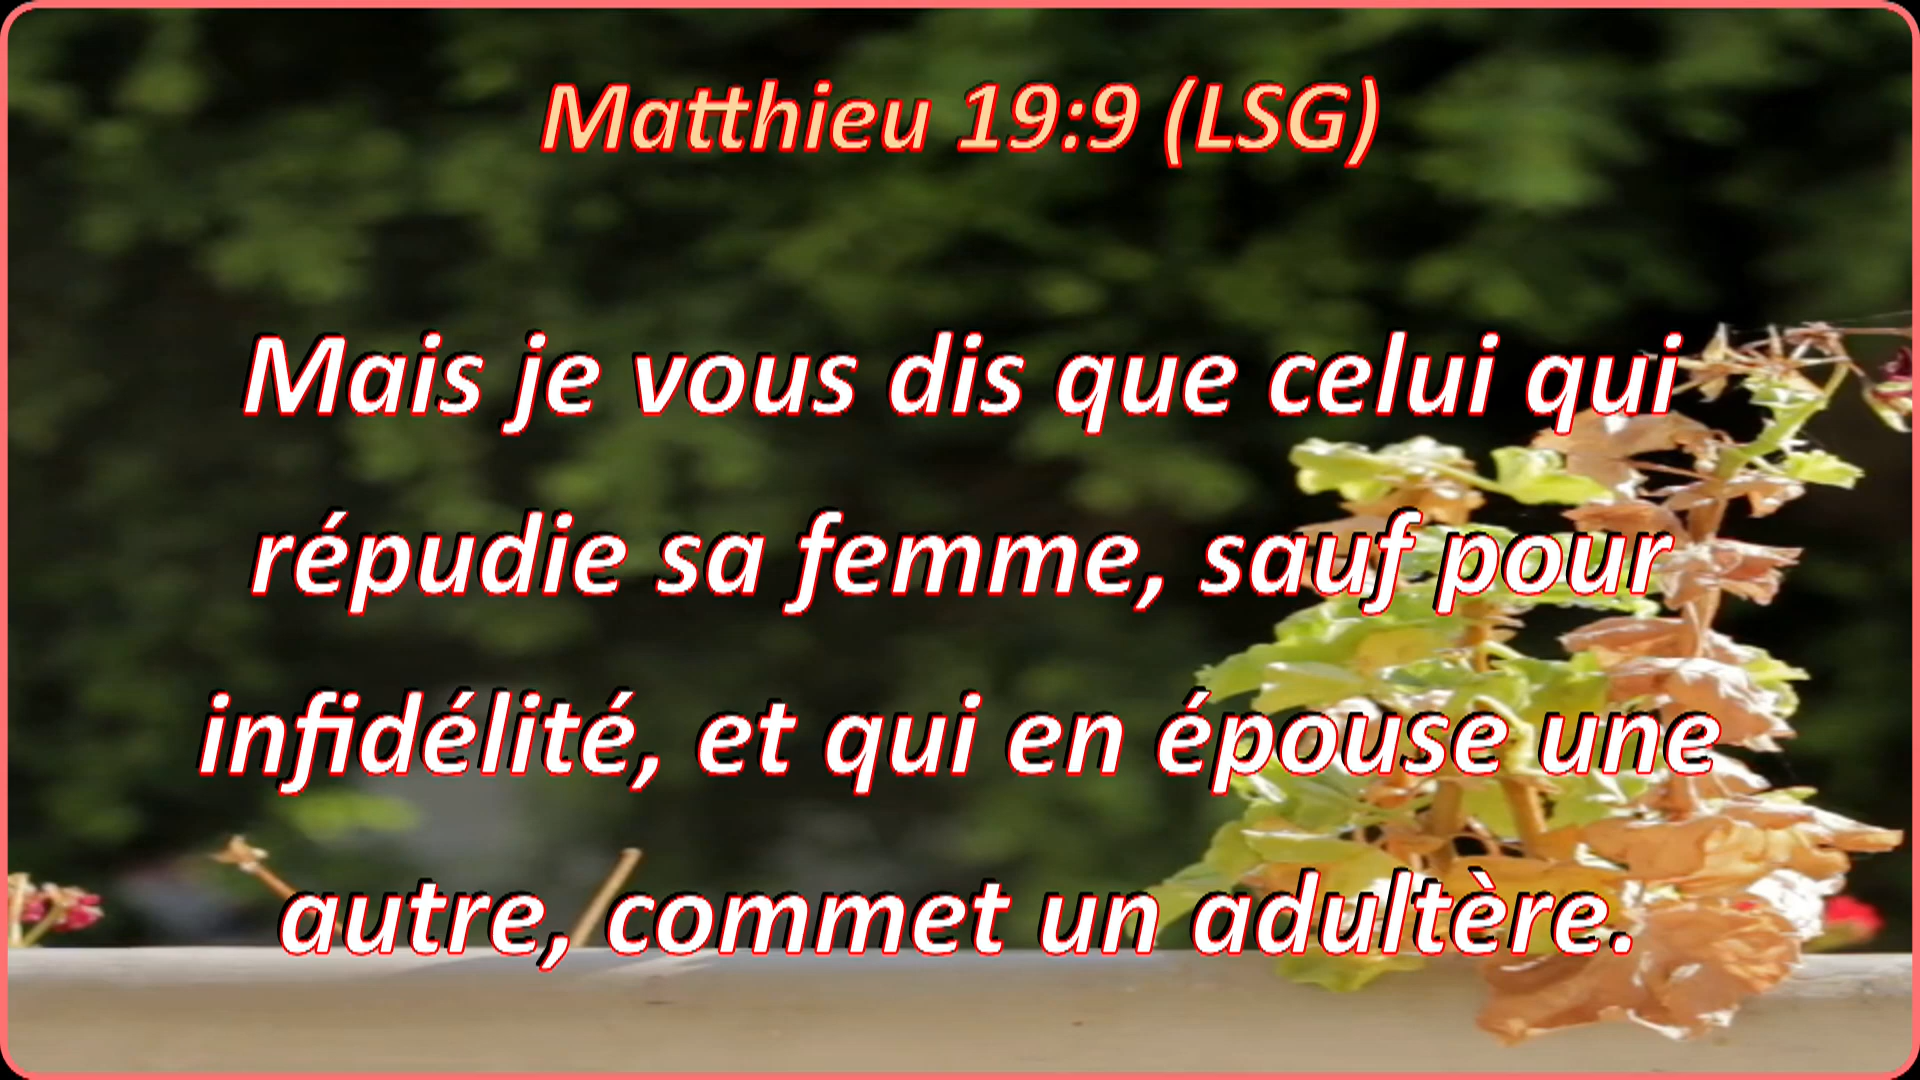 Matthieu 19:9 (LSG)
Mais je vous dis que celui qui
répudie sa femme, sauf pour
infidélité, et qui en épouse une
autre, commet un adultère.